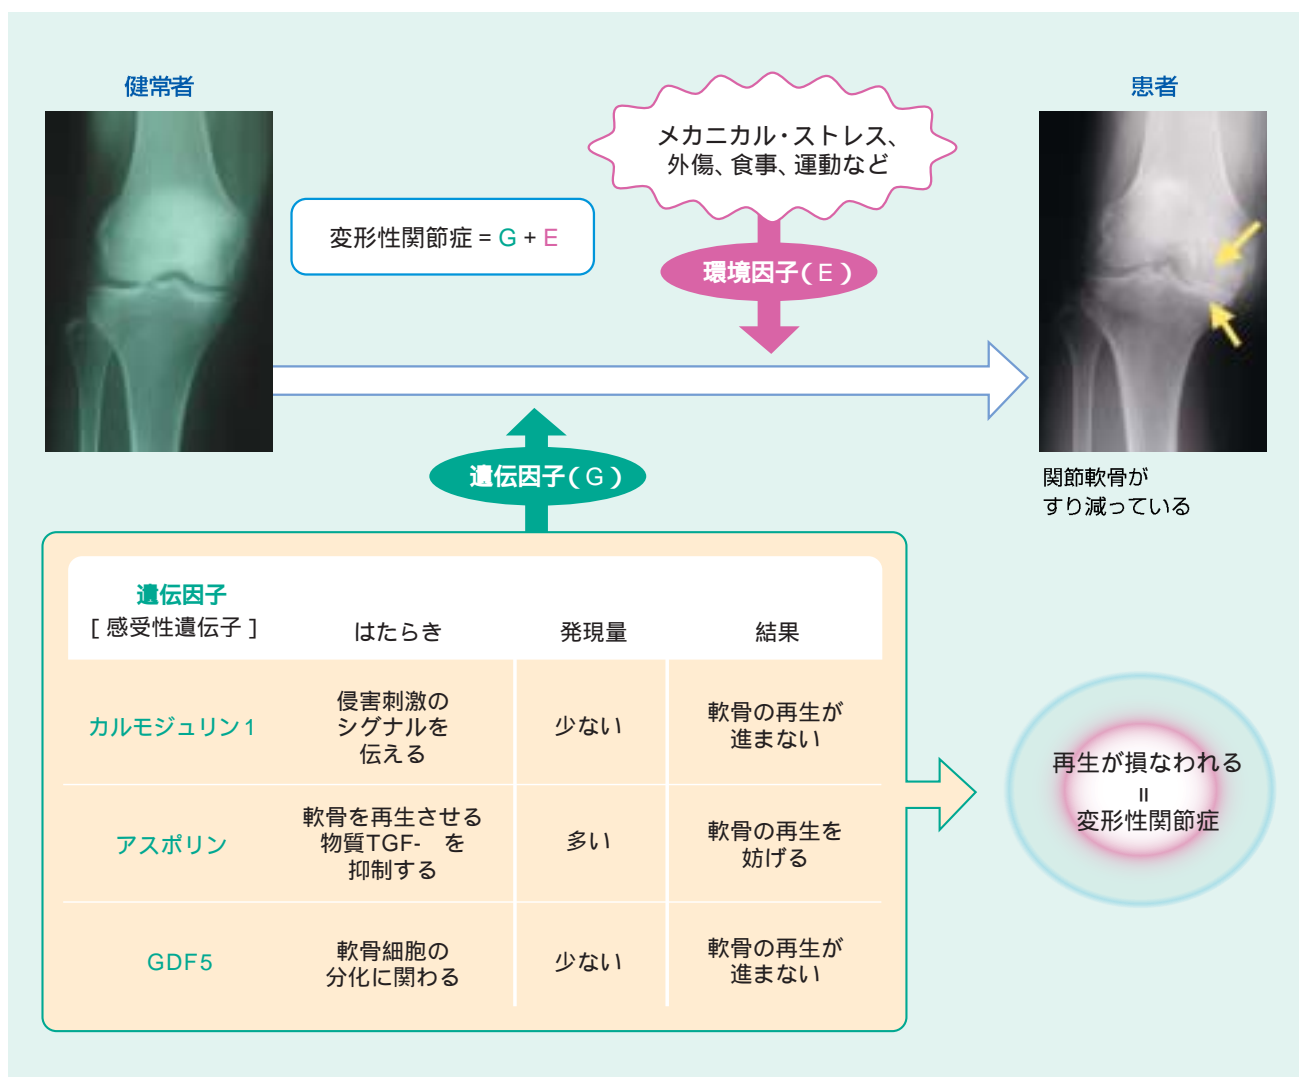 健常者
患者
メカニカル・ストレス、
外傷、食事、運動など
変形性関節症 = G + E
環境因子(E)
遺伝因子(G)
関節軟骨が
すり減っている
遺伝因子
[ 感受性遺伝子 ]
はたらき
発現量
結果
カルモジュリン1
侵害刺激の
シグナルを
伝える
少ない
軟骨の再生が
進まない
アスポリン
軟骨を再生させる
物質TGF- を
抑制する
多い
軟骨の再生を
妨げる
GDF5
軟骨細胞の
分化に関わる
少ない
軟骨の再生が
進まない
再生が損なわれる
=
変形性関節症